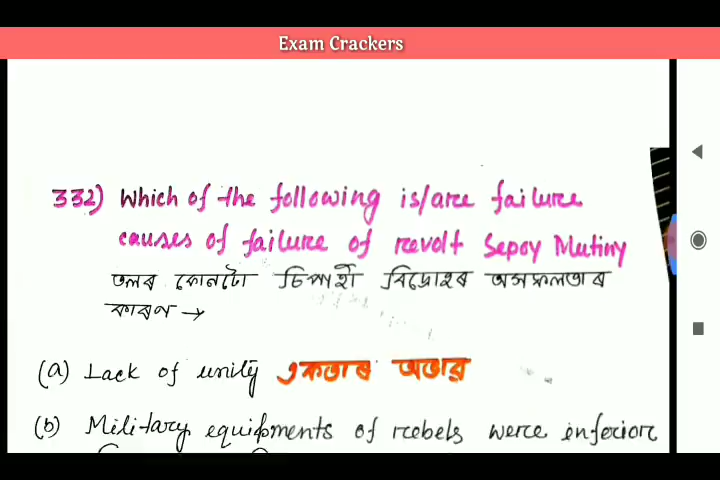 Exam Crackers
332) Which of the following is/are failure
causes of failure of revolt Sepoy Mutiny
তলৰ কোনটো চিপাহী বিদ্ৰোহৰ অসফলতাৰ
কাৰণ →
(a) Lack of unity একতাৰ অভাৱ
(b) Military equipments of rebels were inferior